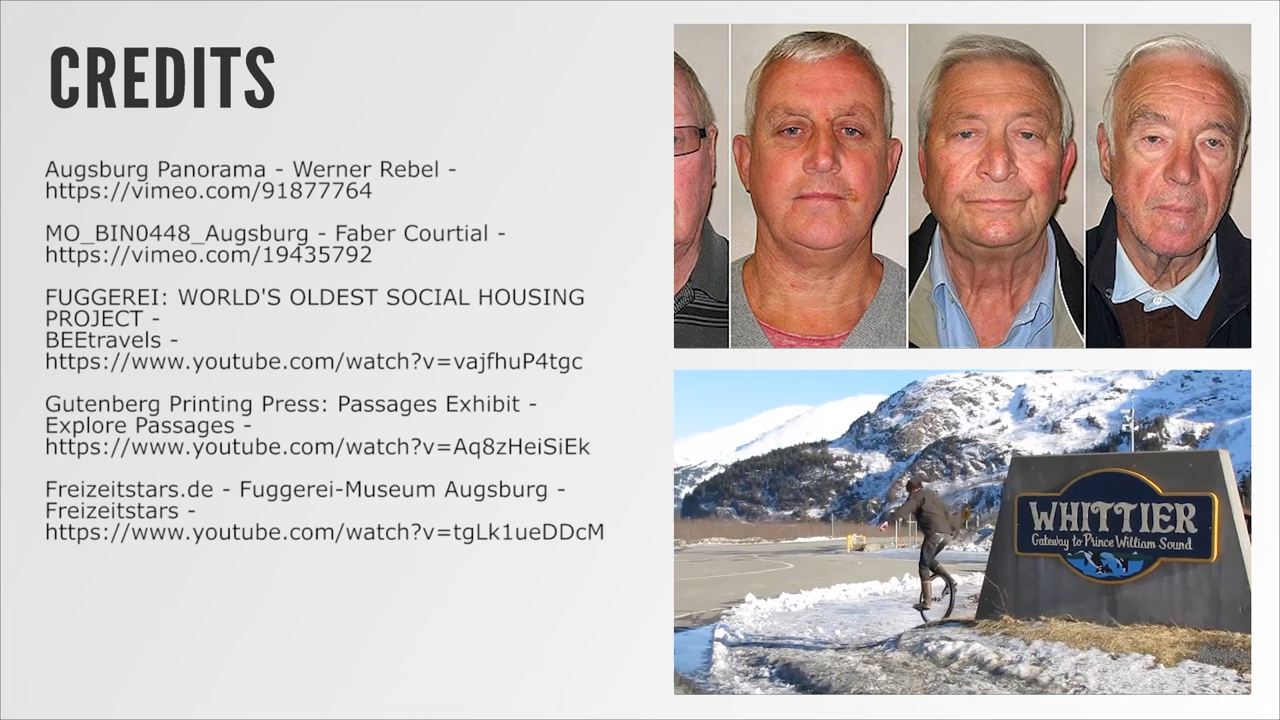 CREDITS
Augsburg Panorama - Werner Rebel -
https://vimeo.com/91877764
MO_BIN0448_Augsburg - Faber Courtial -
https://vimeo.com/19435792
FUGGEREI: WORLD'S OLDEST SOCIAL HOUSING
PROJECT -
BEEtravels -
https://www.youtube.com/watch?v=vajfhuP4tgc
Gutenberg Printing Press: Passages Exhibit -
Explore Passages -
https://www.youtube.com/watch?v=Aq8zHeiSiEk
Freizeitstars.de - Fuggerei-Museum Augsburg -
Freizeitstars -
https://www.youtube.com/watch?v=tgLk1ueDDcM
WHITTIER
Gateway to Prince William Sound